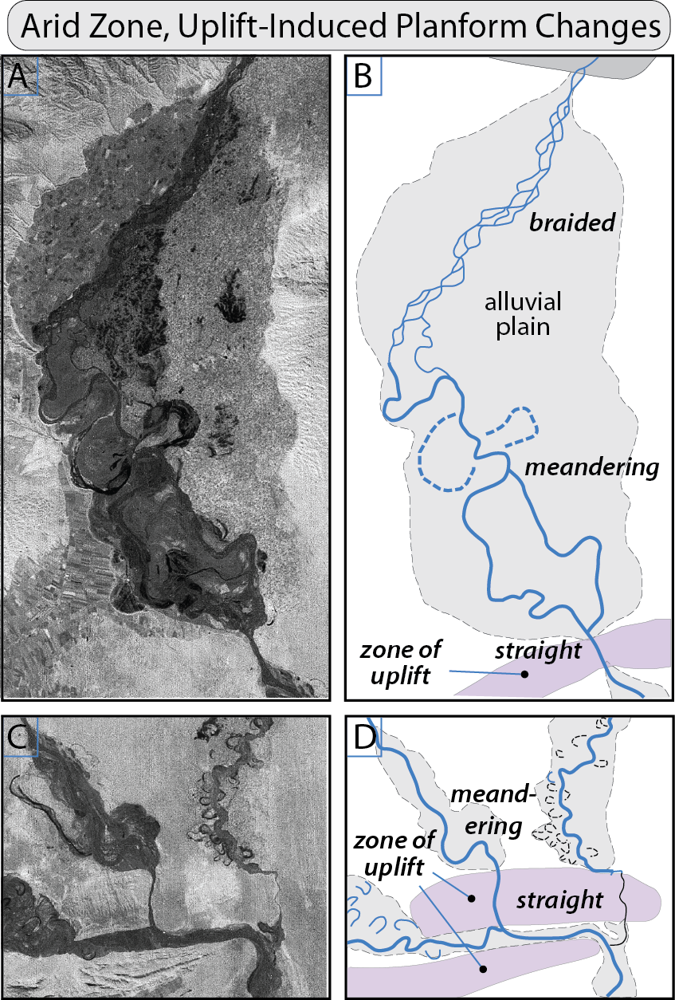 Arid Zone, Uplift-Induced Planform Changes
A
B
braided
alluvial
plain
meandering
straight
zone of
uplift
C
D
meand-
ering
zone of
uplift
straight